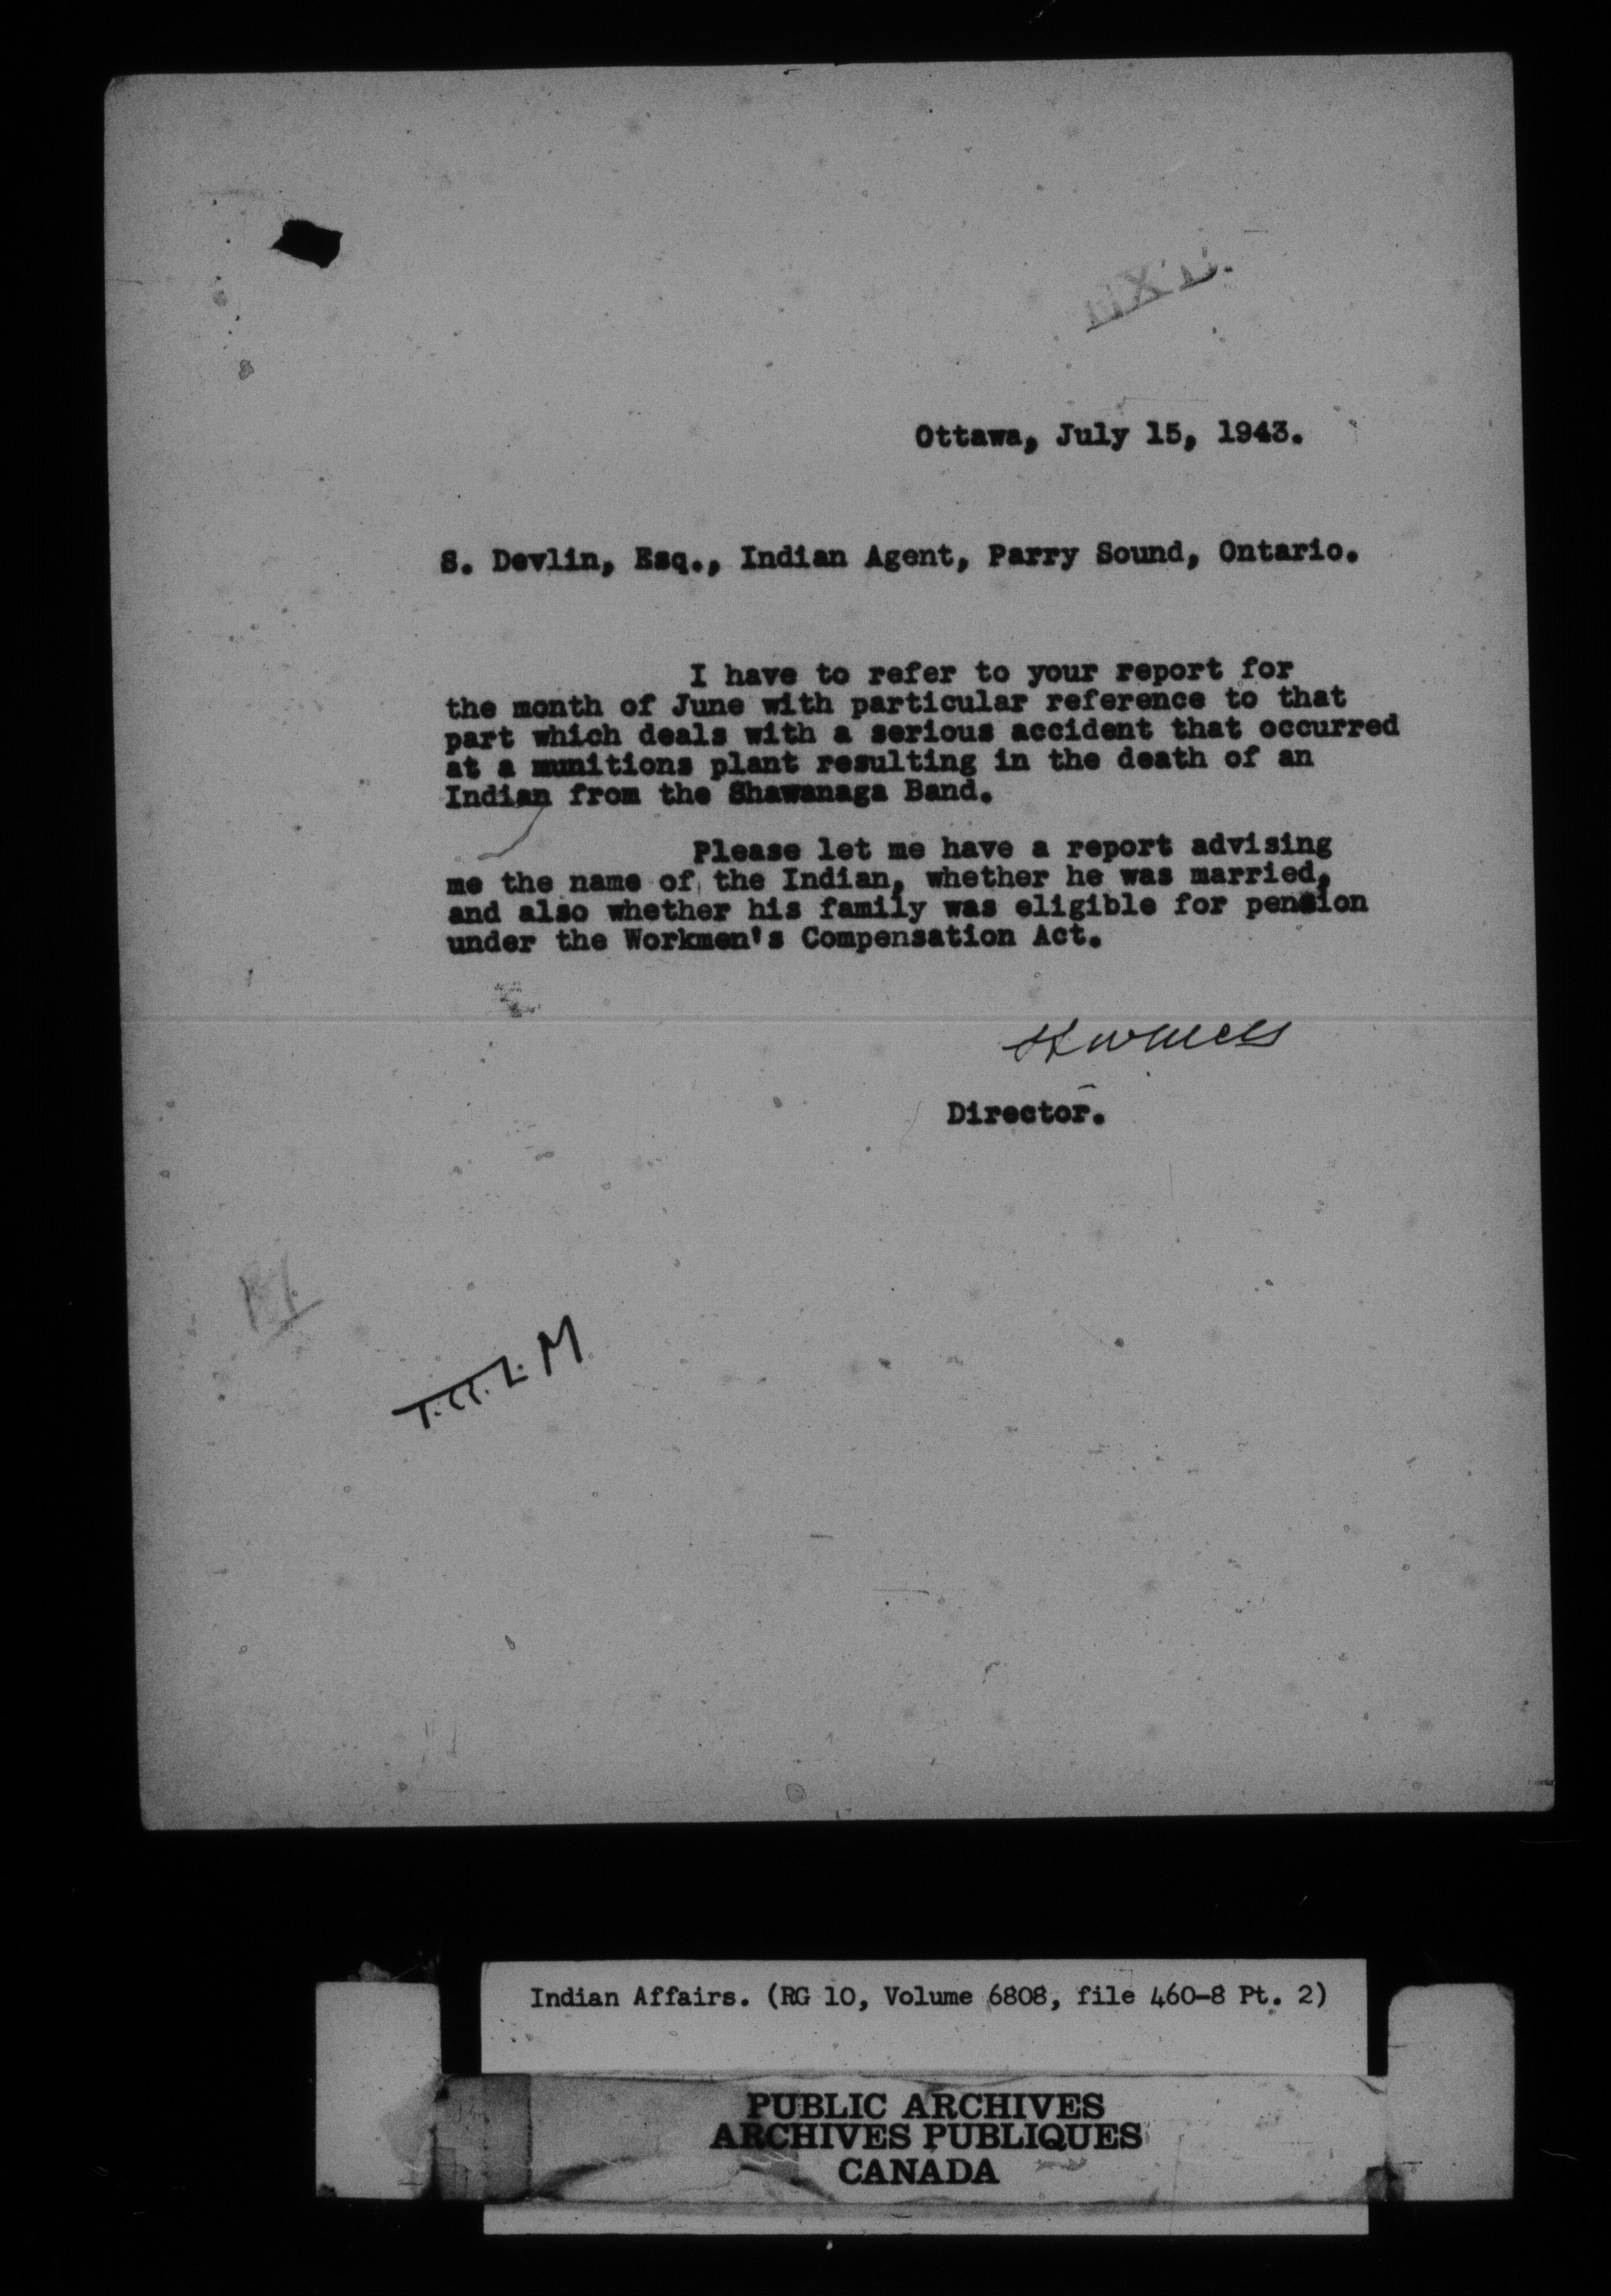 Ottawa, July 15, 1943.
S. Devlin, Esq., Indian Agent, Parry Sound, Ontario.
I have to refer to your report for
the month of June with particular reference to that
part which deals with a serious accident that occurred
at a munitions plant resulting in the death of an
Indian from the Shawanaga Band.
Please let me have a report advising
me the name of the Indian, whether he was married,
and also whether his family was eligible for pension
under the Workmen's Compensation Act.
Director.
Indian Affairs. (RG 10, Volume 6808, file 460-8 Pt. 2)
PUBLIC ARCHIVES
ARCHIVES PUBLIQUES
CANADA